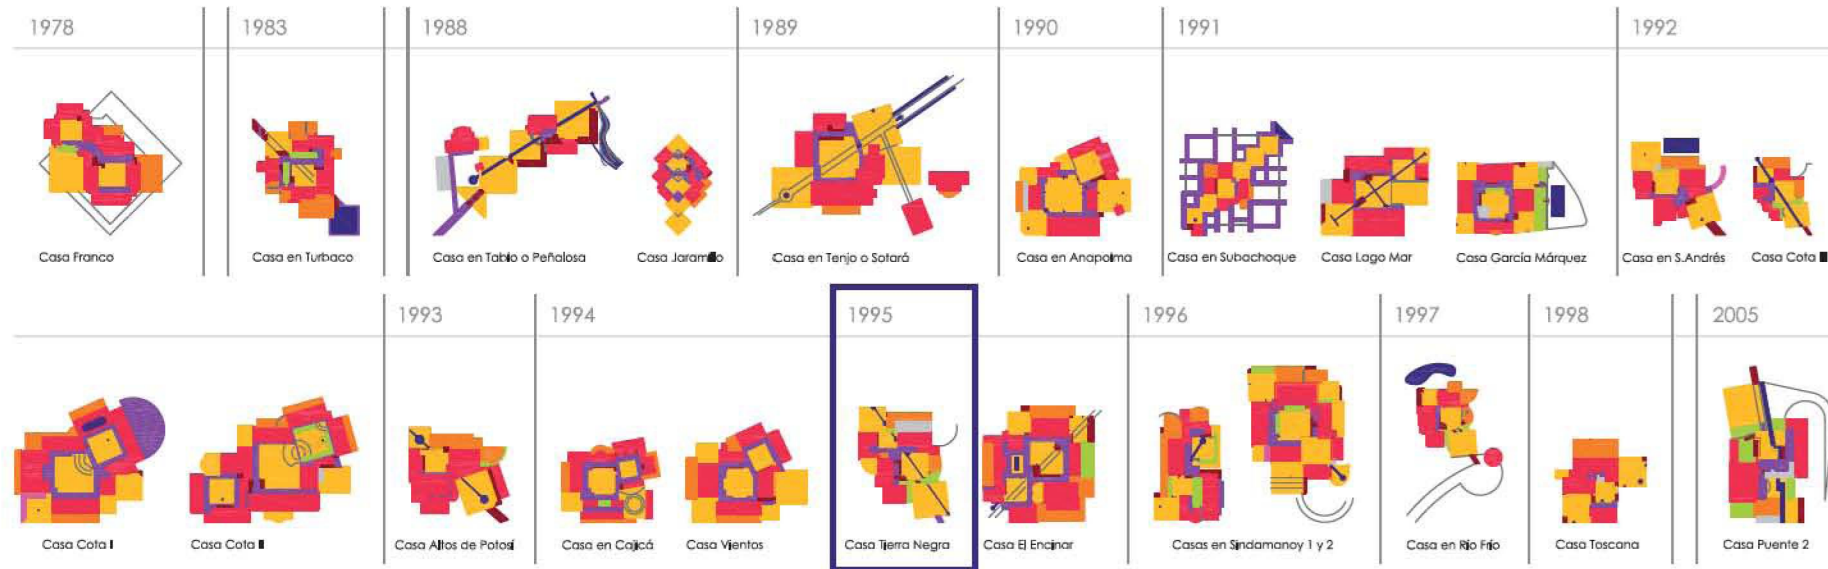 1978 1983 1988 1989 1990 1991 1992
Casa Franco Casa en Turbaco Casa en Tabio o Peñalosa Casa Jaramillo Casa en Tenjo o Sotará Casa en Anapoima Casa en Subachoque Casa Lago Mar Casa García Márquez Casa en S.Andrés Casa Cota
1993 1994 1995 1996 1997 1998 2005
Casa Cota I Casa Cota Casa Altos de Potosí Casa en Cajicá Casa Vientos Casa Tierra Negra Casa El Encinar Casas en Sindamanoy 1 y 2 Casa en Río Frío Casa Toscana Casa Puente 2